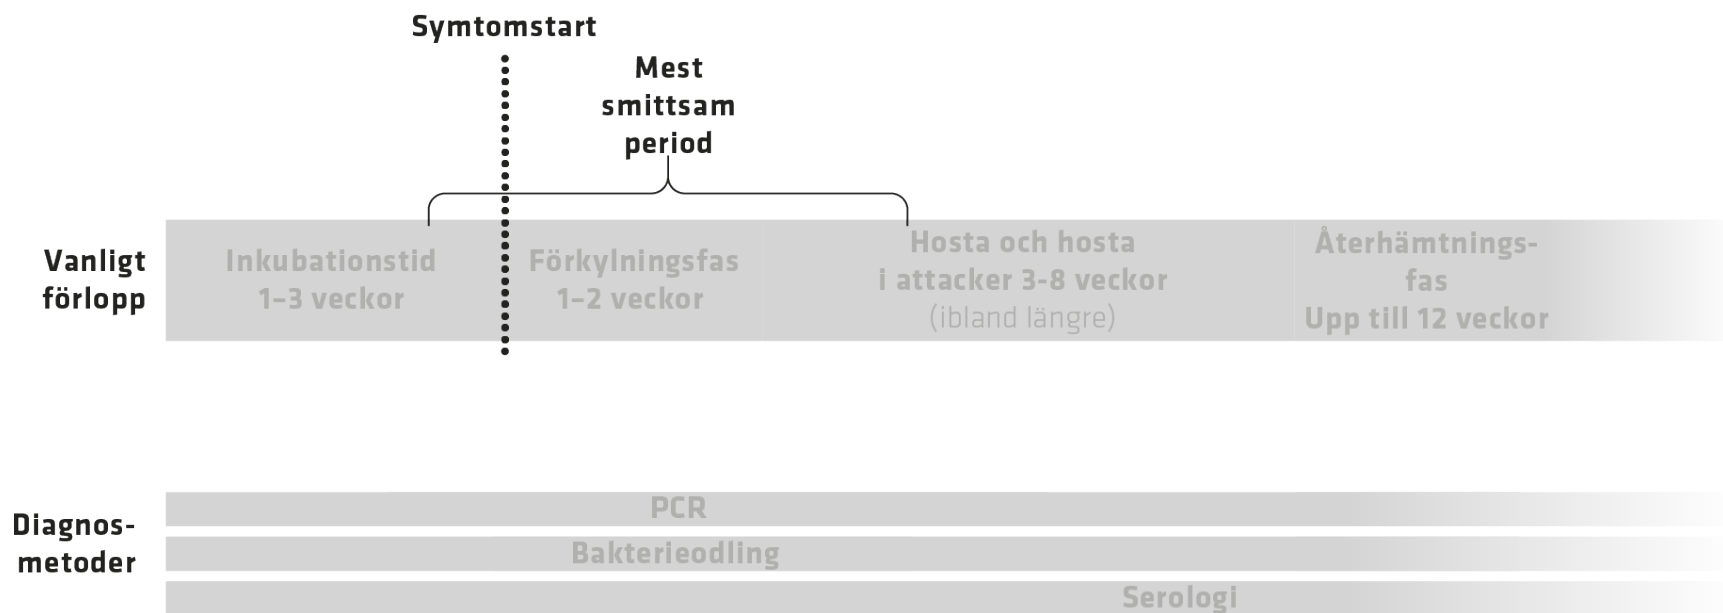 Symtomstart
Mest
smittsam
period
Vanligt
förlopp
Inkubationstid
1–3 veckor
Förkylningsfas
1–2 veckor
Hosta och hosta
i attacker 3-8 veckor
(ibland längre)
Återhämtnings-
fas
Upp till 12 veckor
Diagnos-
metoder
PCR
Bakterieodling
Serologi